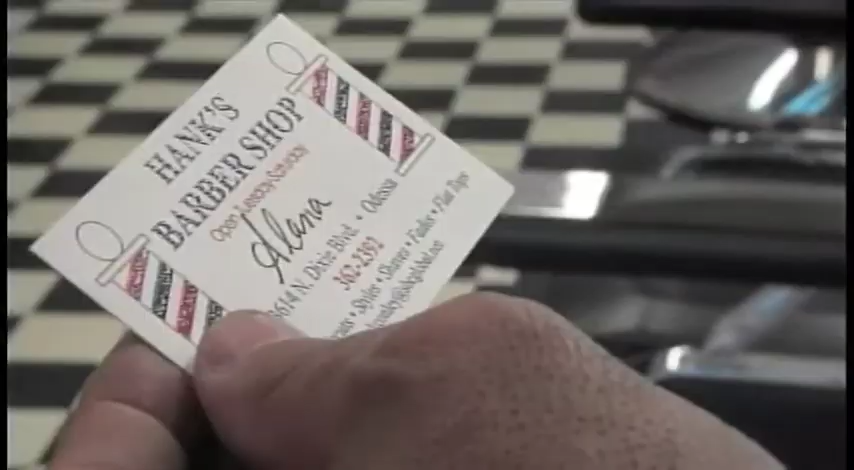 HANK'S
BARBER SHOP
Open Tuesday-Saturday
Alana
3614 N. Dixie Blvd. • Odessa
362-2392
• Styles • Shaves • Fades • Flat Tops